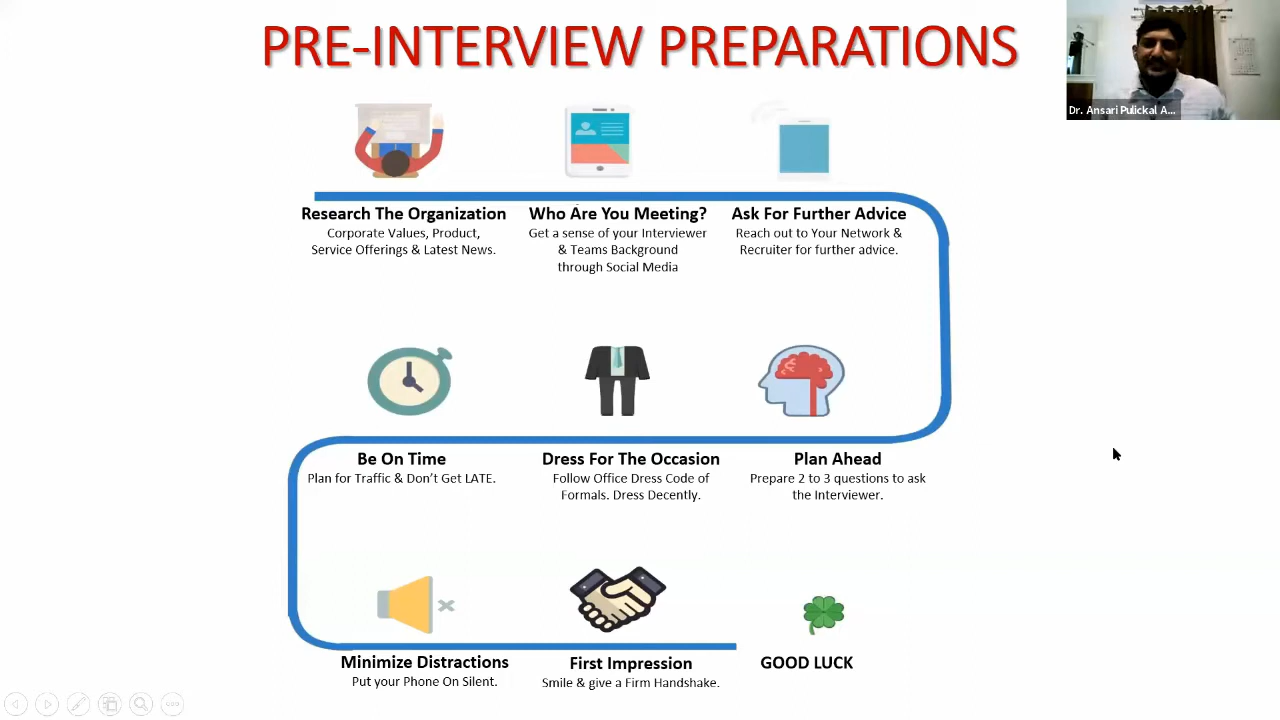 PRE-INTERVIEW PREPARATIONS
Dr. Ansari Pulickal A...
Research The Organization
Corporate Values, Product,
Service Offerings & Latest News.
Who Are You Meeting?
Get a sense of your Interviewer
& Teams Background
through Social Media
Ask For Further Advice
Reach out to Your Network &
Recruiter for further advice.
Be On Time
Plan for Traffic & Don't Get LATE.
Dress For The Occasion
Follow Office Dress Code of
Formals. Dress Decently.
Plan Ahead
Prepare 2 to 3 questions to ask
the Interviewer.
Minimize Distractions
Put your Phone On Silent.
First Impression
Smile & give a Firm Handshake.
GOOD LUCK